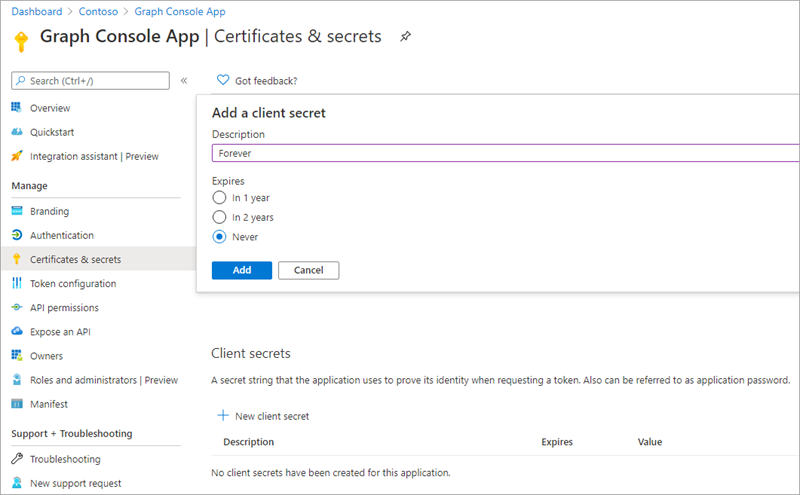 Dashboard > Contoso > Graph Console App
Graph Console App | Certificates & secrets
Search (Ctrl+/)
«
Overview
Quickstart
Integration assistant | Preview
Manage
Branding
Authentication
Certificates & secrets
Token configuration
API permissions
Expose an API
Owners
Roles and administrators | Preview
Manifest
Support + Troubleshooting
Troubleshooting
New support request
Got feedback?
Add a client secret
Description
Forever
Expires
In 1 year
In 2 years
Never
Add Cancel
Client secrets
A secret string that the application uses to prove its identity when requesting a token. Also can be referred to as application password.
New client secret
Description Expires Value
No client secrets have been created for this application.